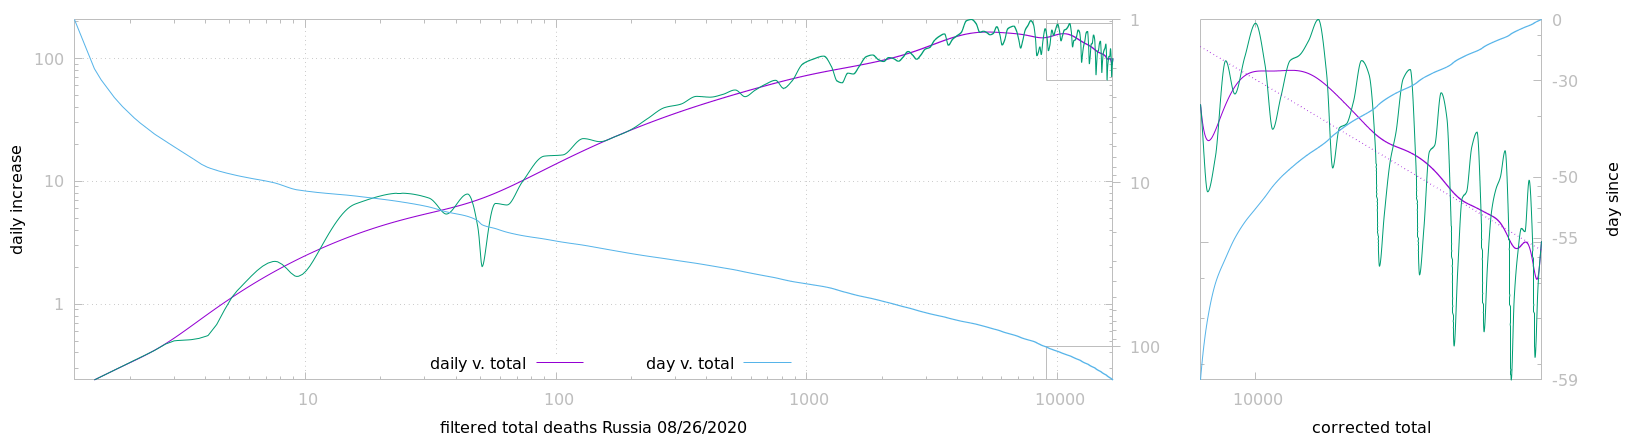 daily increase
100
10
1
daily v. total
day v. total
10
100
1000
10000
1
10
100
filtered total deaths Russia 08/26/2020
10000
corrected total
0
-30
-50
-55
-59
day since